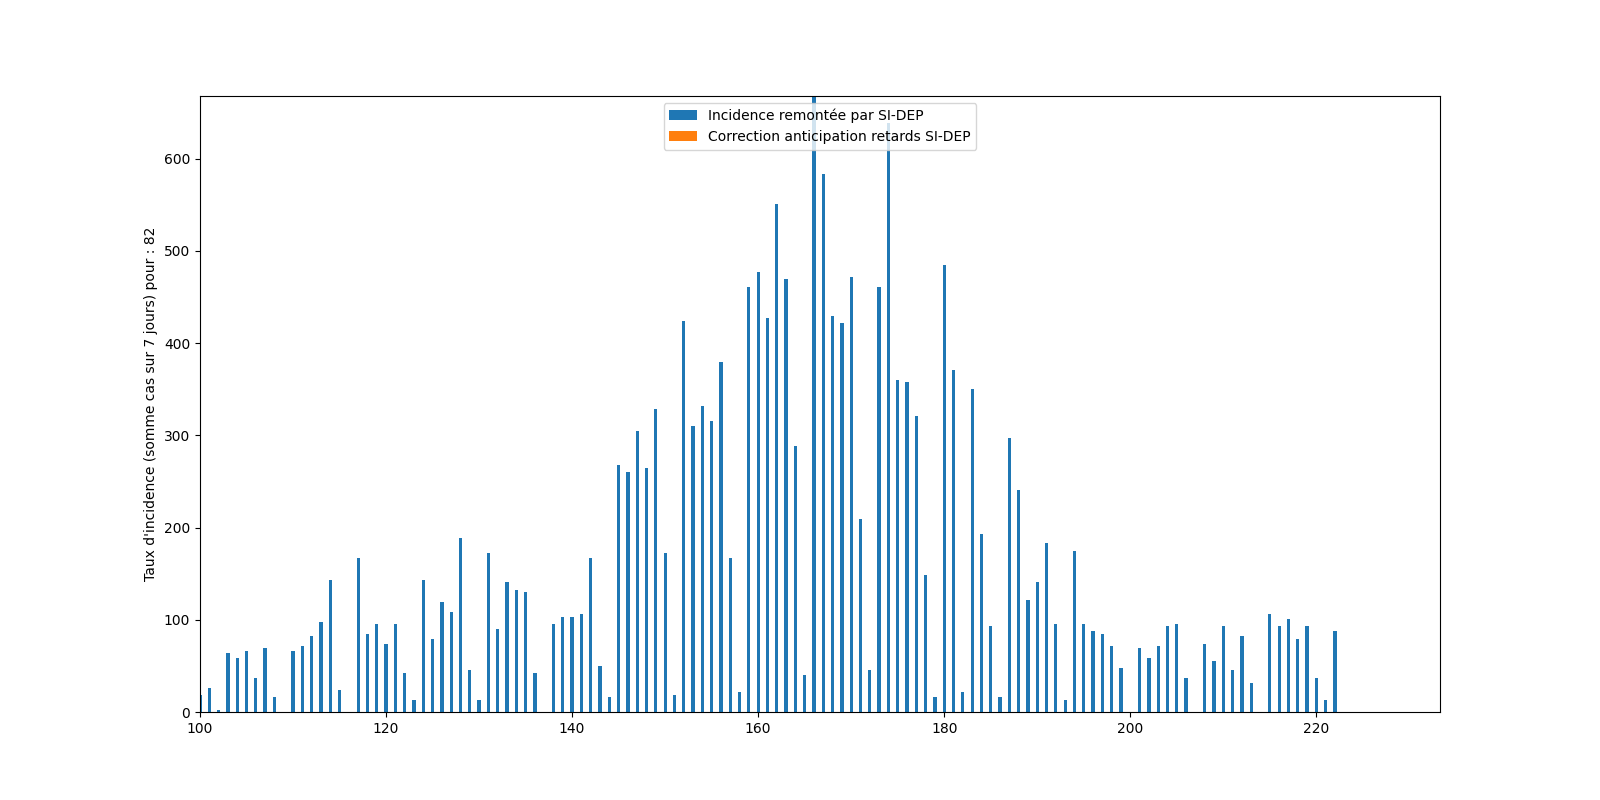 Incidence remontée par SI-DEP
Correction anticipation retards SI-DEP
Taux d'incidence (somme cas sur 7 jours) pour : 82
600
500
400
300
200
100
0
100 120 140 160 180 200 220